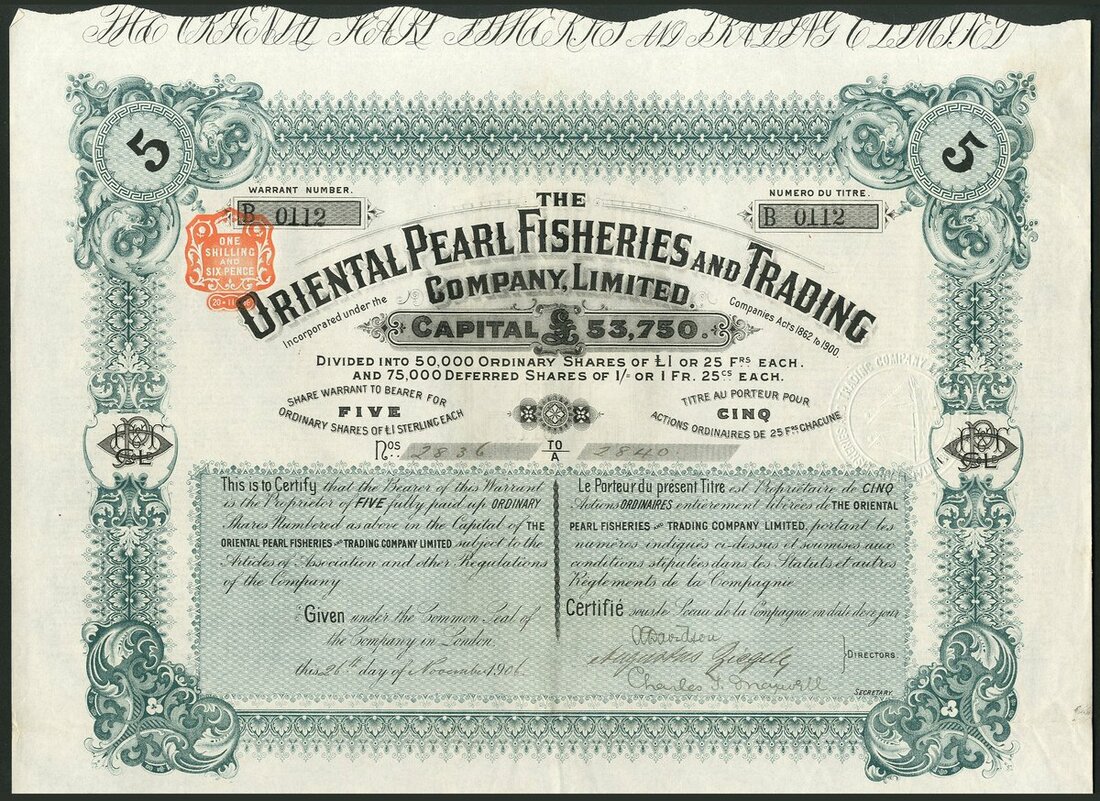 THE ORIENTAL PEARL FISHERIES AND TRADING C LIMITED
5
5
WARRANT NUMBER.
B 0112
NUMERO DU TITRE.
B 0112
ONE
SHILLING
AND
SIX PENCE
THE
ORIENTAL PEARL FISHERIES AND TRADING
COMPANY, LIMITED.
Incorporated under the
Companies Acts 1862 to 1900.
CAPITAL £ 53,750.
DIVIDED INTO 50,000 ORDINARY SHARES OF £1 OR 25 FRS EACH.
AND 75,000 DEFERRED SHARES OF 1/= OR 1 FR. 25CS EACH.
SHARE WARRANT TO BEARER FOR
FIVE
ORDINARY SHARES OF £1 STERLING EACH
TITRE AU PORTEUR POUR
CINQ
ACTIONS ORDINAIRES DE 25 FRS CHACUNE
NOS 2836 TO 2840
A
This is to Certify that the Bearer of this Warrant
is the Proprietor of FIVE fully paid up ORDINARY
Shares Numbered as above in the Capital of THE
ORIENTAL PEARL FISHERIES AND TRADING COMPANY LIMITED subject to the
Articles of Association and other Regulations
of the Company
Given under the Common Seal of
the Company in London.
this 26th day of November 1906
Le Porteur du présent Titre est Propriétaire de CINQ
Actions ORDINAIRES entièrement libérées de THE ORIENTAL
PEARL FISHERIES AND TRADING COMPANY LIMITED, portant les
numéros indiqués ci-dessus et soumises aux
conditions stipulées dans les Statuts et autres
Règlements de la Compagnie
Certifié sous le Sceau de la Compagnie en date de ce jour
Davidson
Augustus Ziegele
DIRECTORS
Charles F. Maxwell
SECRETARY.